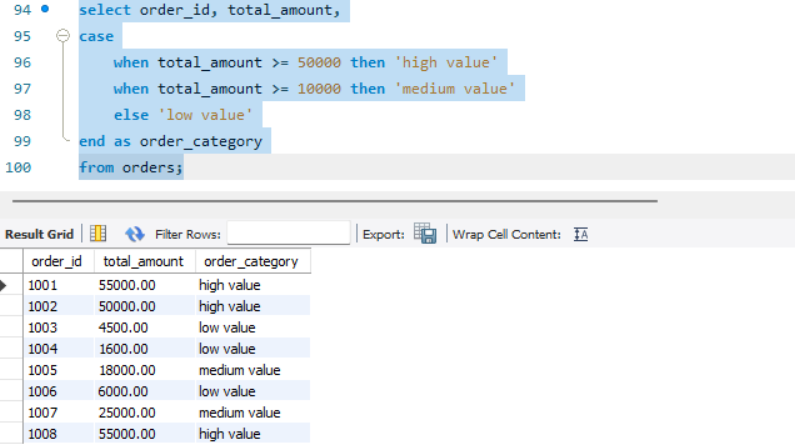 94 select order_id, total_amount,
95 case
96 when total_amount >= 50000 then 'high value'
97 when total_amount >= 10000 then 'medium value'
98 else 'low value'
99 end as order_category
100 from orders;
Result Grid Filter Rows: Export: Wrap Cell Content: IA
order_id total_amount order_category
1001 55000.00 high value
1002 50000.00 high value
1003 4500.00 low value
1004 1600.00 low value
1005 18000.00 medium value
1006 6000.00 low value
1007 25000.00 medium value
1008 55000.00 high value